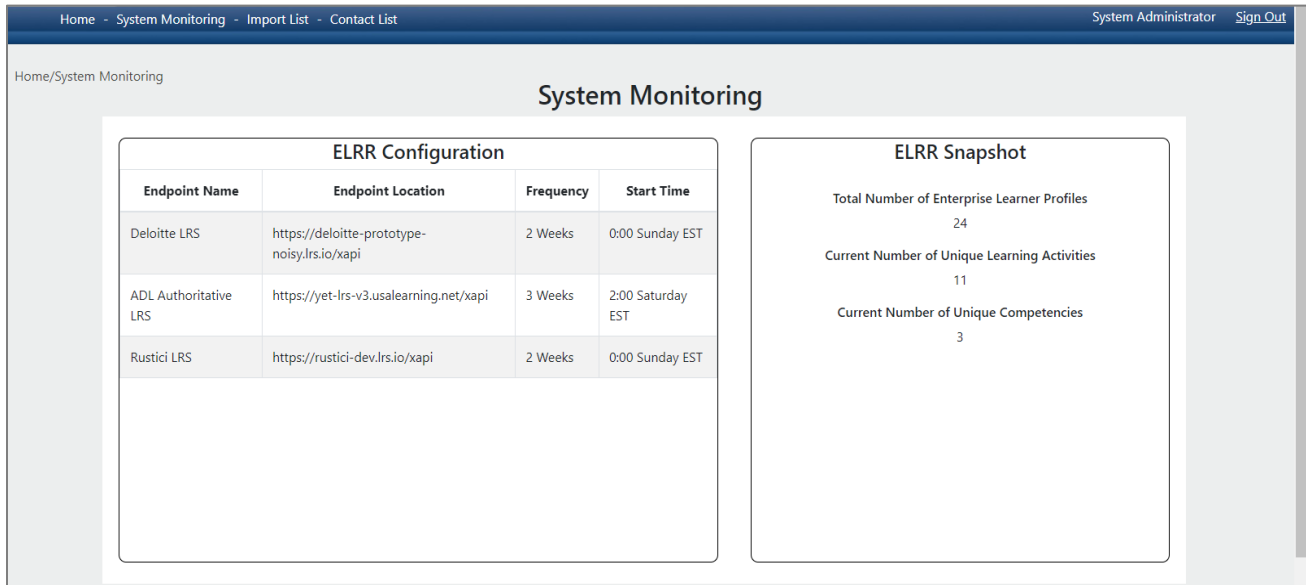 Home - System Monitoring - Import List - Contact List
System Administrator Sign Out
Home/System Monitoring
System Monitoring
ELRR Configuration
Endpoint Name Endpoint Location Frequency Start Time
Deloitte LRS https://deloitte-prototype- 2 Weeks 0:00 Sunday EST
noisy.lrs.io/xapi
ADL Authoritative https://yet-lrs-v3.usalearning.net/xapi 3 Weeks 2:00 Saturday
LRS EST
Rustici LRS https://rustici-dev.lrs.io/xapi 2 Weeks 0:00 Sunday EST
ELRR Snapshot
Total Number of Enterprise Learner Profiles
24
Current Number of Unique Learning Activities
11
Current Number of Unique Competencies
3